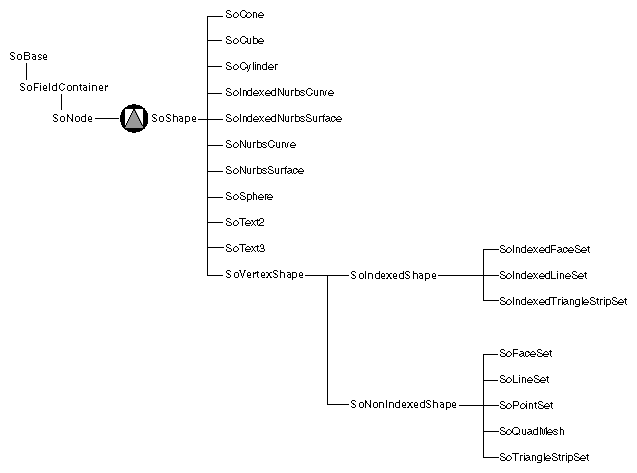 SoCone
SoCube
SoBase
SoCylinder
SoFieldContainer
SoIndexedNurbsCurve
SoNode
SoShape
SoIndexedNurbsSurface
SoNurbsCurve
SoNurbsSurface
SoSphere
SoText2
SoText3
SoVertexShape
SoIndexedShape
SoIndexedFaceSet
SoIndexedLineSet
SoIndexedTriangleStripSet
SoNonIndexedShape
SoFaceSet
SoLineSet
SoPointSet
SoQuadMesh
SoTriangleStripSet